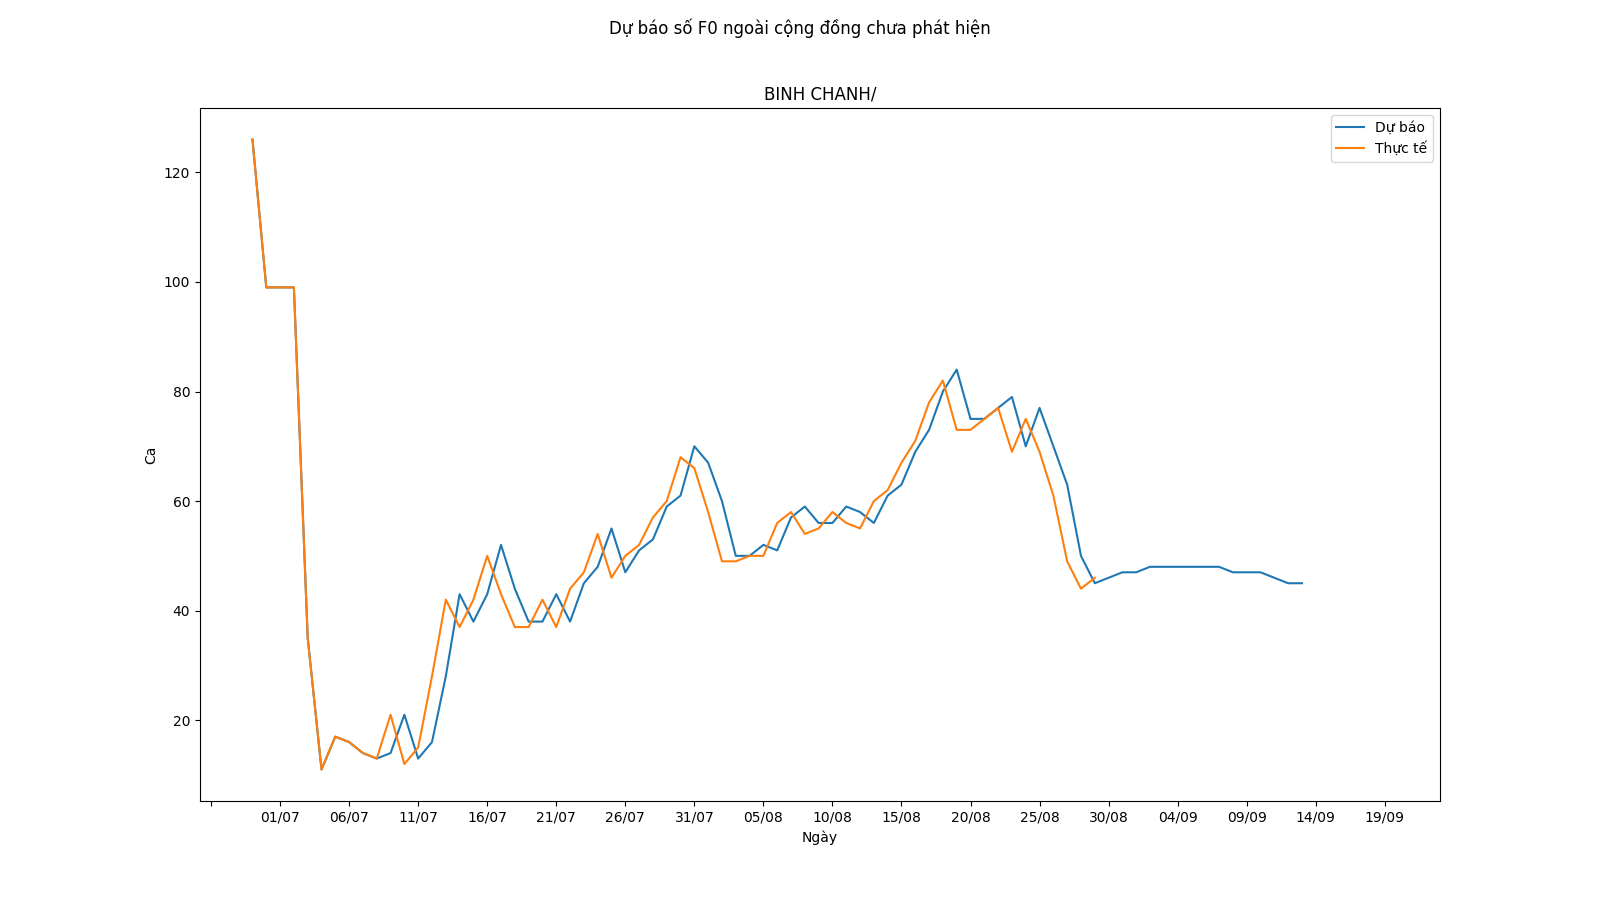 Dự báo số F0 ngoài cộng đồng chưa phát hiện
BINH CHANH/
Dự báo
Thực tế
120
100
80
60
40
20
Ca
01/07 06/07 11/07 16/07 21/07 26/07 31/07 05/08 10/08 15/08 20/08 25/08 30/08 04/09 09/09 14/09 19/09
Ngày